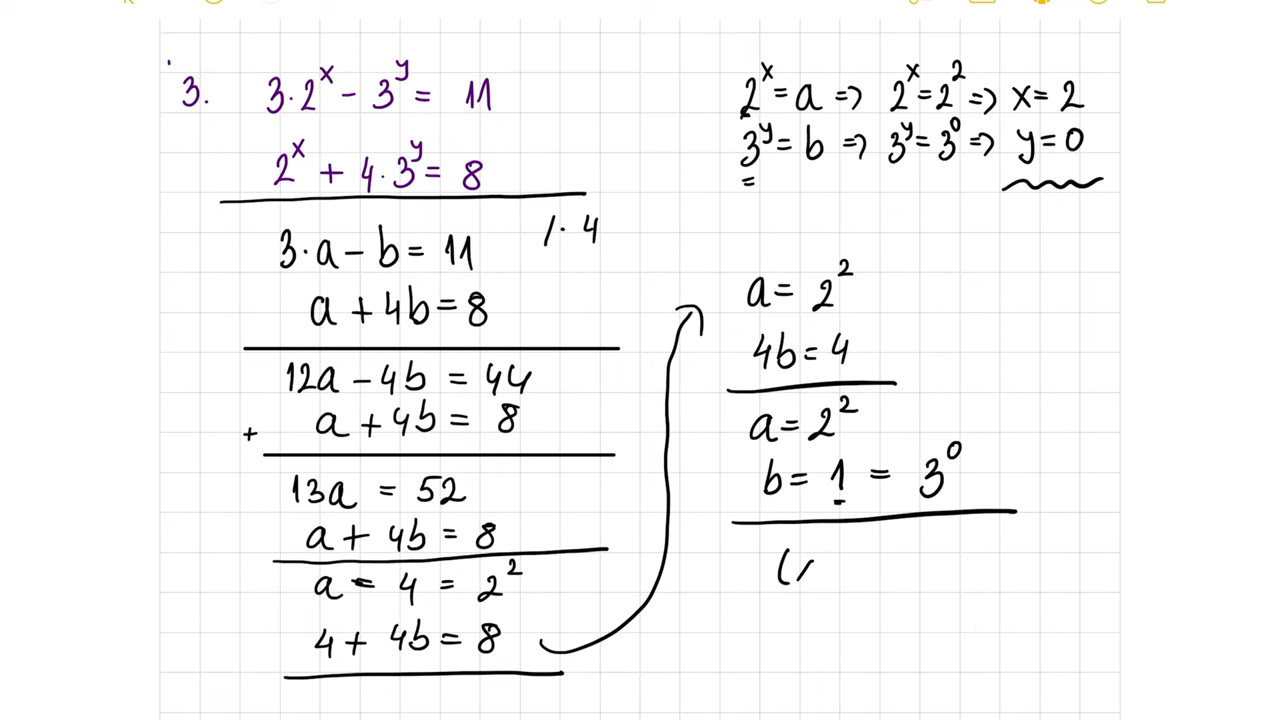 3. 3·2^x − 3^y = 11
2^x + 4·3^y = 8
3·a − b = 11 /· 4
a + 4b = 8
12a − 4b = 44
+ a + 4b = 8
13a = 52
a + 4b = 8
a = 4 = 2^2
4 + 4b = 8
2^x = a => 2^x = 2^2 => x = 2
3^y = b => 3^y = 3^0 => y = 0
a = 2^2
4b = 4
a = 2^2
b = 1 = 3^0
(